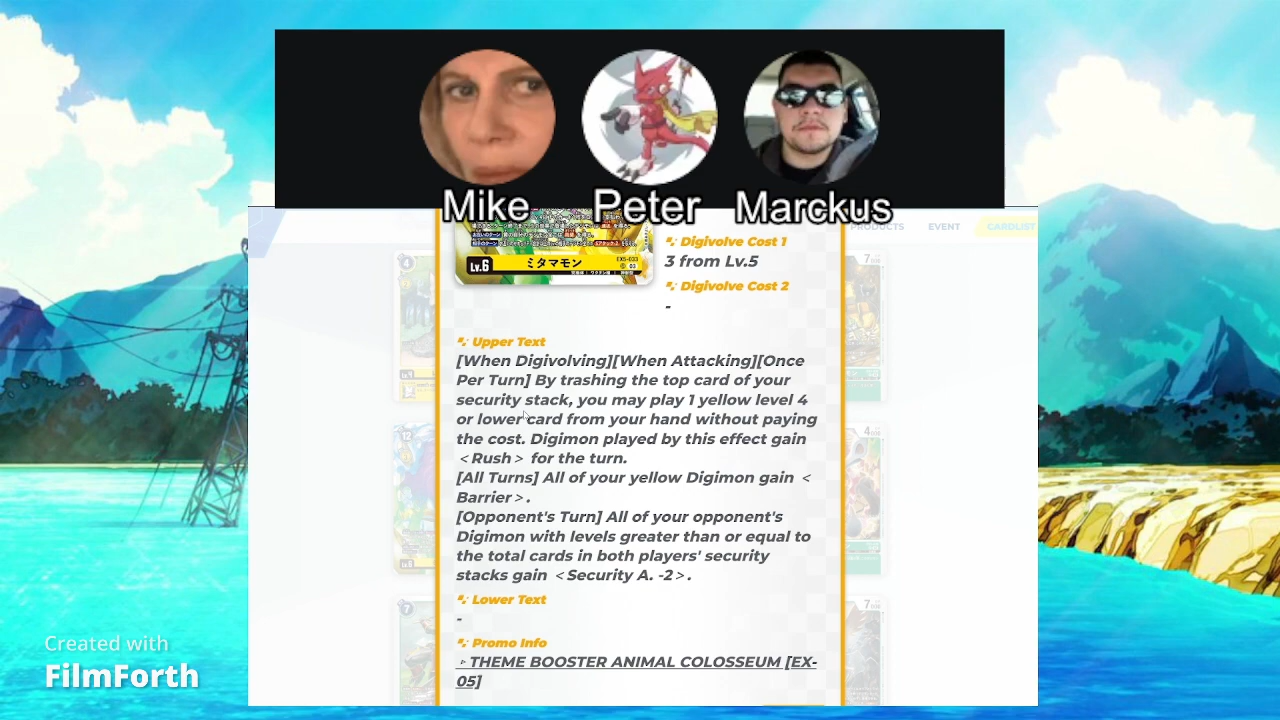 Mike Peter Marckus
PRODUCTS EVENT CARDLIST
Lv.6 ミタマモン EX5-033
Digivolve Cost 1
3 from Lv.5
Digivolve Cost 2
-
Upper Text
[When Digivolving][When Attacking][Once
Per Turn] By trashing the top card of your
security stack, you may play 1 yellow level 4
or lower card from your hand without paying
the cost. Digimon played by this effect gain
＜Rush＞ for the turn.
[All Turns] All of your yellow Digimon gain ＜
Barrier＞.
[Opponent's Turn] All of your opponent's
Digimon with levels greater than or equal to
the total cards in both players' security
stacks gain ＜Security A. -2＞.
Lower Text
-
Promo Info
THEME BOOSTER ANIMAL COLOSSEUM [EX-
05]
Created with
FilmForth